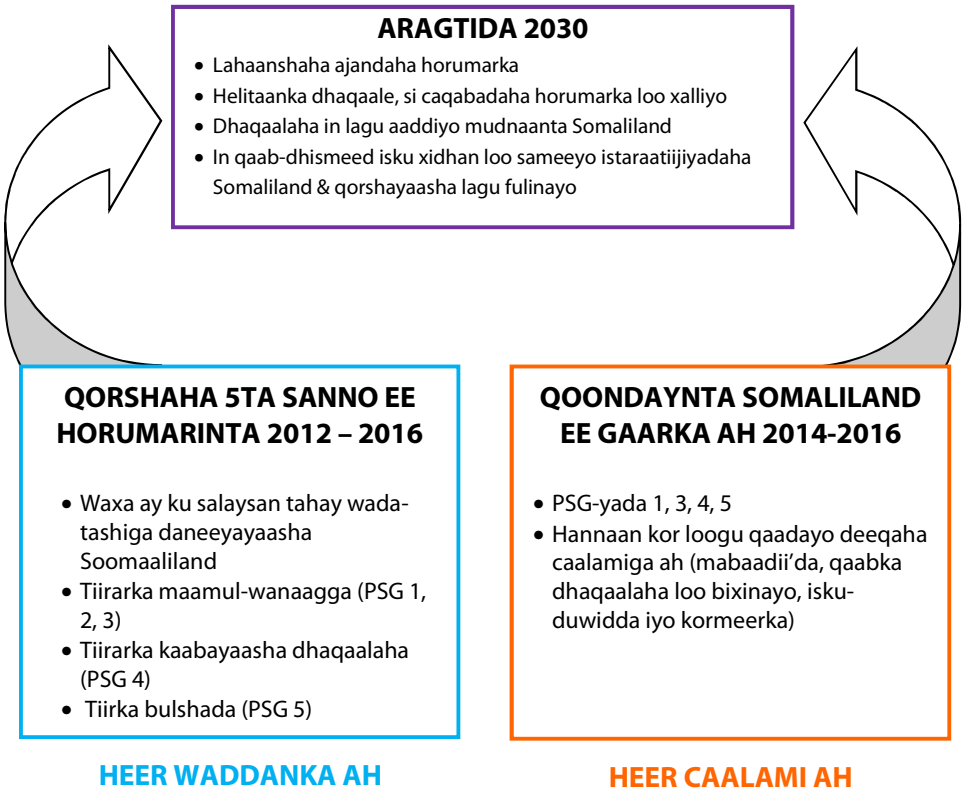 ARAGTIDA 2030
• Lahaanshaha ajandaha horumarka
• Helitaanka dhaqaale, si caqabadaha horumarka loo xalliyo
• Dhaqaalaha in lagu aaddiyo mudnaanta Somaliland
• In qaab-dhismeed isku xidhan loo sameeyo istaraatiijiyadaha
Somaliland & qorshayaasha lagu fulinayo
QORSHAHA 5TA SANNO EE
HORUMARINTA 2012 – 2016
• Waxa ay ku salaysan tahay wada-
tashiga daneeyayaasha
Soomaaliland
• Tiirarka maamul-wanaagga (PSG 1,
2, 3)
• Tiirarka kaabayaasha dhaqaalaha
(PSG 4)
• Tiirka bulshada (PSG 5)
HEER WADDANKA AH
QOONDAYNTA SOMALILAND
EE GAARKA AH 2014-2016
• PSG-yada 1, 3, 4, 5
• Hannaan kor loogu qaadayo deeqaha
caalamiga ah (mabaadii'da, qaabka
dhaqaalaha loo bixinayo, isku-
duwidda iyo kormeerka)
HEER CAALAMI AH